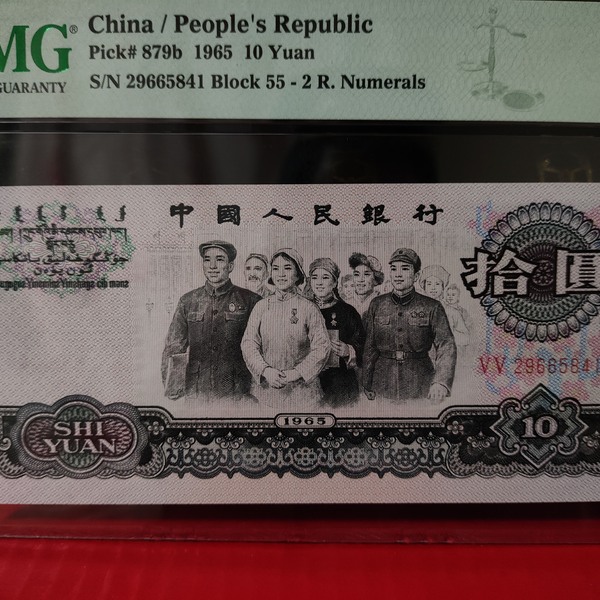 MG®
GUARANTY
China / People's Republic
Pick# 879b 1965 10 Yuan
S/N 29665841 Block 55 - 2 R. Numerals
中國人民銀行
拾圓
VV 2966584
1965
SHI
YUAN
10